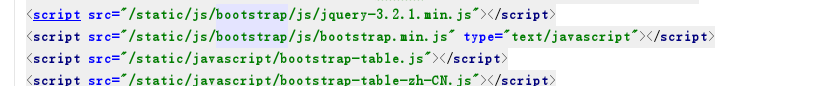 <script src="/static/js/bootstrap/js/jquery-3.2.1.min.js"></script>
<script src="/static/js/bootstrap/js/bootstrap.min.js" type="text/javascript"></script>
<script src="/static/javascript/bootstrap-table.js"></script>
<script src="/static/javascript/bootstrap-table-zh-CN.js"></script>